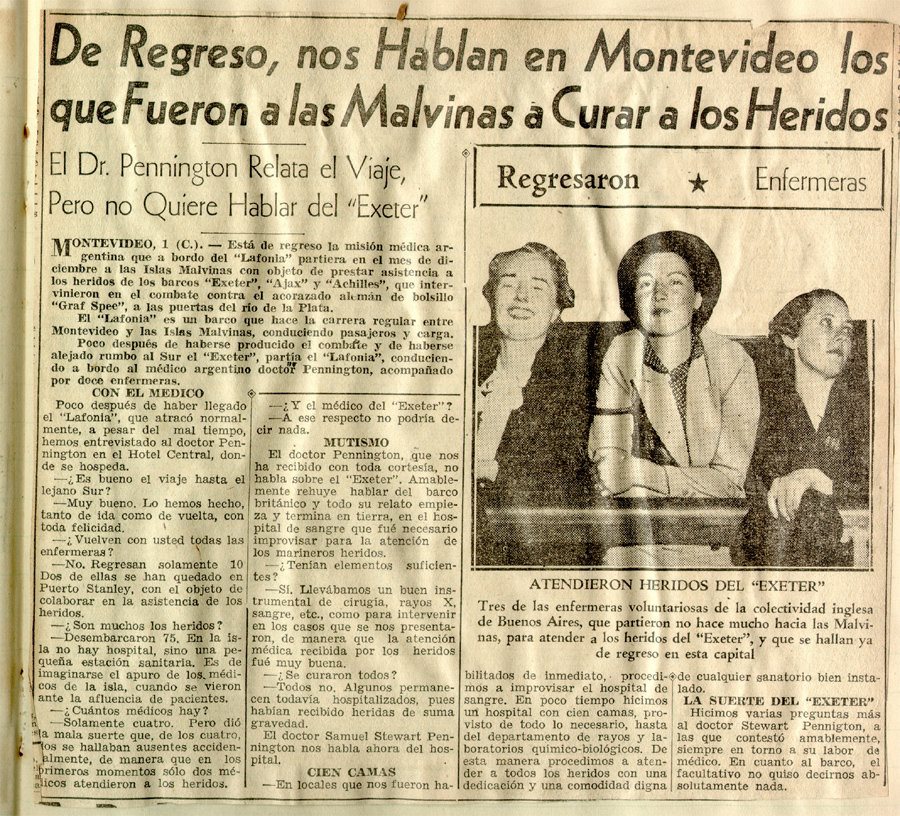 De Regreso, nos Hablan en Montevideo los
que Fueron a las Malvinas a Curar a los Heridos
El Dr. Pennington Relata el Viaje,
Pero no Quiere Hablar del "Exeter"
MONTEVIDEO, 1 (C.). — Está de regreso la misión médica ar-
gentina que a bordo del "Lafonia" partiera en el mes de di-
ciembre a las Islas Malvinas con objeto de prestar asistencia a
los heridos de los barcos "Exeter", "Ajax" y "Achilles", que inter-
vinieron en el combate contra el acorazado alemán de bolsillo
"Graf Spee", a las puertas del río de la Plata.
El "Lafonia" es un barco que hace la carrera regular entre
Montevideo y las Islas Malvinas, conduciendo pasajeros y carga.
Poco después de haberse producido el combate y de haberse
alejado rumbo al Sur el "Exeter", partía el "Lafonia", conducien-
do a bordo al médico argentino doctor Pennington, acompañado
por doce enfermeras.
CON EL MEDICO
Poco después de haber llegado
el "Lafonia", que atracó normal-
mente, a pesar del mal tiempo,
hemos entrevistado al doctor Pen-
nington en el Hotel Central, don-
de se hospeda.
—¿Es bueno el viaje hasta el
lejano Sur?
—Muy bueno. Lo hemos hecho,
tanto de ida como de vuelta, con
toda felicidad.
—¿Vuelven con usted todas las
enfermeras?
—No. Regresan solamente 10
Dos de ellas se han quedado en
Puerto Stanley, con el objeto de
colaborar en la asistencia de los
heridos.
—¿Son muchos los heridos?
—Desembarcaron 75. En la is-
la no hay hospital, sino una pe-
queña estación sanitaria. Es de
imaginarse el apuro de los médi-
cos de la isla, cuando se vieron
ante la afluencia de pacientes.
—¿Cuántos médicos hay?
—Solamente cuatro. Pero dió
la mala suerte que, de los cuatro,
dos se hallaban ausentes acciden-
talmente, de manera que en los
primeros momentos sólo dos mé-
dicos atendieron a los heridos.
—¿Y el médico del "Exeter"?
—A ese respecto no podría de-
cir nada.
MUTISMO
El doctor Pennington, que nos
ha recibido con toda cortesía, no
habla sobre el "Exeter". Amable-
mente rehuye hablar del barco
británico y todo su relato empie-
za y termina en tierra, en el hos-
pital de sangre que fué necesario
improvisar para la atención de
los marineros heridos.
—¿Tenían elementos suficien-
tes?
—Sí. Llevábamos un buen ins-
trumental de cirugía, rayos X,
sangre, etc., como para intervenir
en los casos que se nos presenta-
ron, de manera que la atención
médica recibida por los heridos
fué muy buena.
—¿Se curaron todos?
—Todos no. Algunos permane-
cen todavía hospitalizados, pues
habían recibido heridas de suma
gravedad.
El doctor Samuel Stewart Pen-
nington nos habla ahora del hos-
pital.
CIEN CAMAS
—En locales que nos fueron ha-
Regresaron ★ Enfermeras
ATENDIERON HERIDOS DEL "EXETER"
Tres de las enfermeras voluntariosas de la colectividad inglesa
de Buenos Aires, que partieron no hace mucho hacia las Malvi-
nas, para atender a los heridos del "Exeter", y que se hallan ya
de regreso en esta capital
bilitados de inmediato, procedi-
mos a improvisar el hospital de
sangre. En poco tiempo hicimos
un hospital con cien camas, pro-
visto de todo lo necesario, hasta
del departamento de rayos y la-
boratorios químico-biológicos. De
esta manera procedimos a aten-
der a todos los heridos con una
dedicación y una comodidad digna
de cualquier sanatorio bien insta-
lado.
LA SUERTE DEL "EXETER"
Hicimos varias preguntas más
al doctor Stewart Pennigton, a
las que contestó amablemente,
siempre en torno a su labor de
médico. En cuanto al barco, el
facultativo no quiso decirnos ab-
solutamente nada.